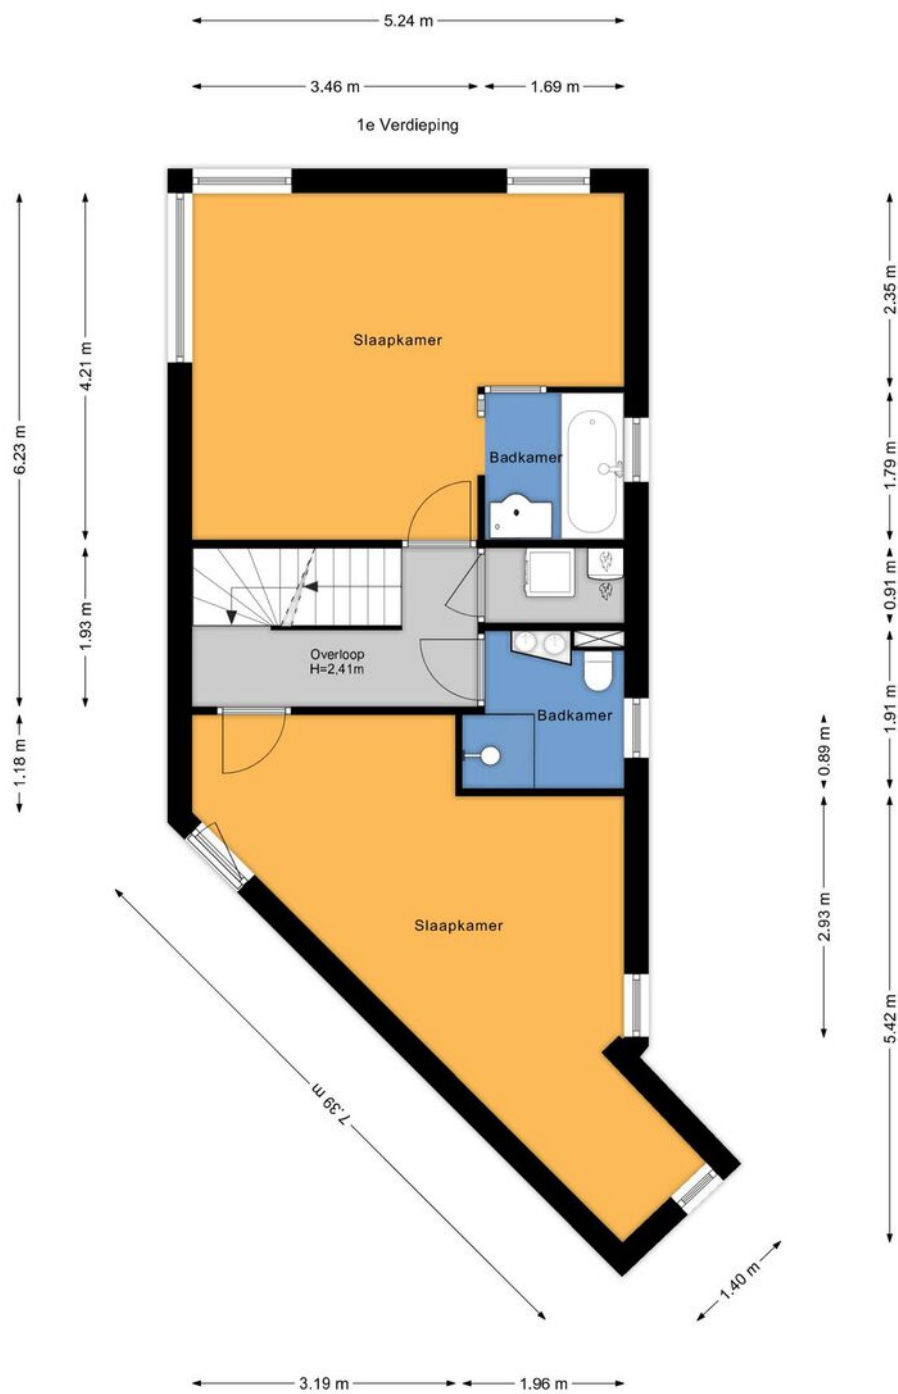 5.24 m
3.46 m
1.69 m
1e Verdieping
2.35 m
Slaapkamer
4.21 m
6.23 m
1.79 m
Badkamer
0.91 m
1.93 m
Overloop
H=2,41m
1.91 m
Badkamer
0.89 m
1.18 m
Slaapkamer
2.93 m
5.42 m
7.39 m
1.40 m
3.19 m
1.96 m